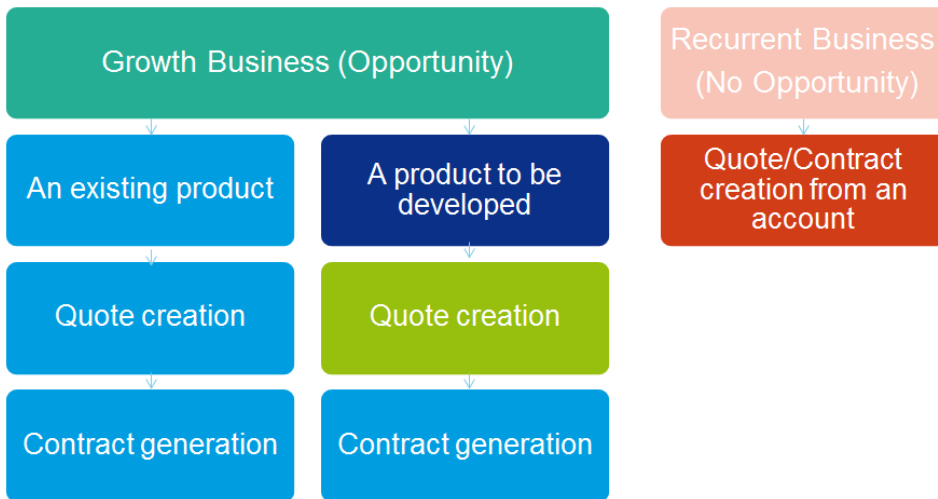 Growth Business (Opportunity)
Recurrent Business
(No Opportunity)
An existing product
A product to be
developed
Quote/Contract
creation from an
account
Quote creation
Quote creation
Contract generation
Contract generation